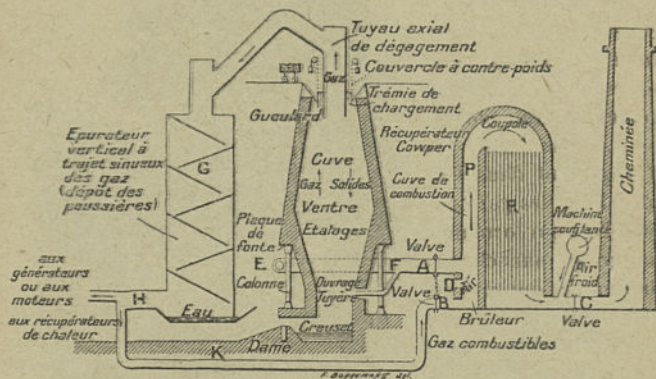 Tuyau axial
de dégagement
Gaz
Couvercle à contre-poids
Gueulard
Trémie de
chargement
Epurateur
vertical à
trajet sinueux
des gaz
(dépôt des
poussières)
G
Récupérateur
Cowper
Coupole
Cheminée
Cuve
Gaz Solides
Cuve de
combustion
P
R
Machine
soufflante
Ventre
Etalages
Plaque
de
fonte
E
F
A
Valve
Air
froid
aux
générateurs
ou aux
moteurs
H
Colonne
Ouvrage
Tuyère
Valve
B
Air
D
C
Eau
aux récupérateurs
de chaleur
Creuset
Brûleur
Valve
K
Dame
Gaz combustibles